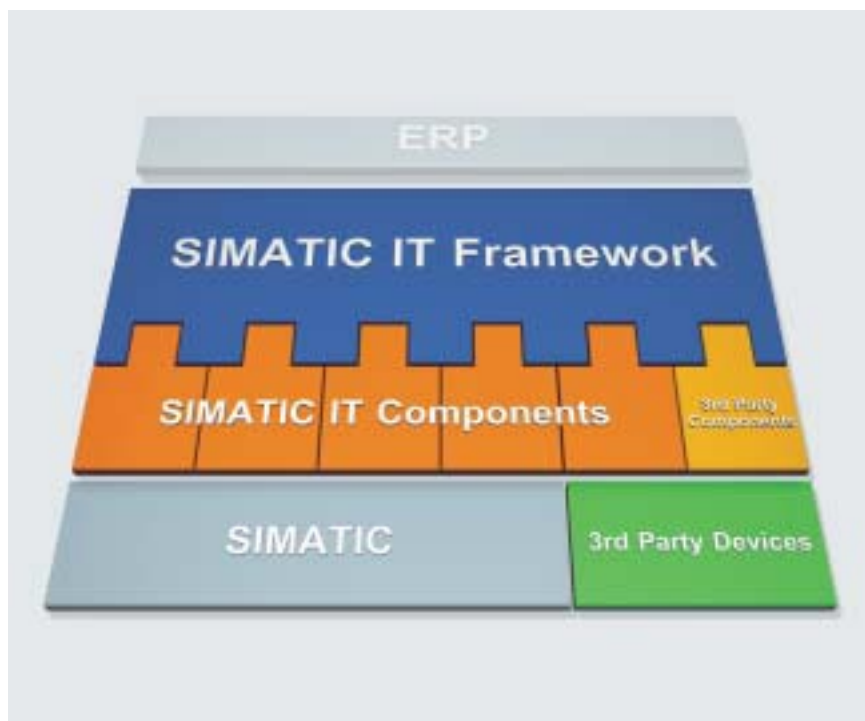 ERP
SIMATIC IT Framework
SIMATIC IT Components
3rd Party
Components
SIMATIC
3rd Party Devices